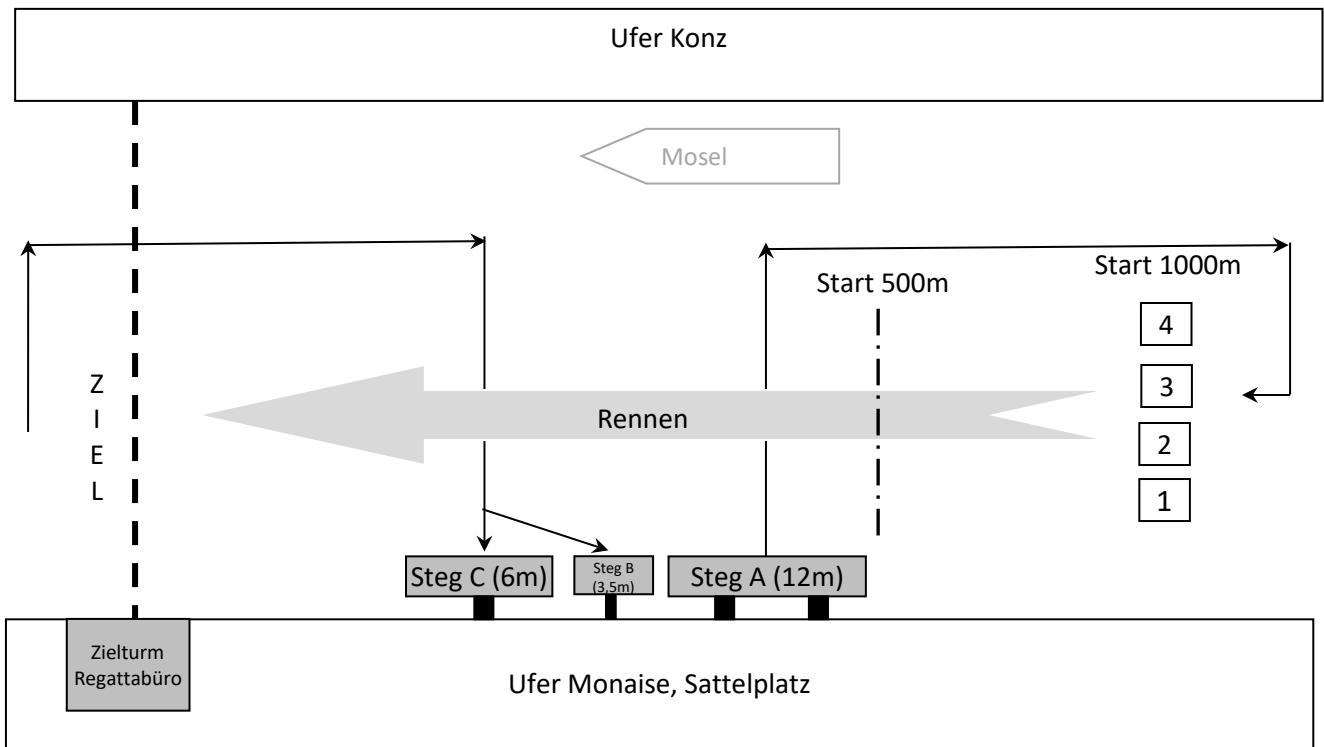 Ufer Konz
Mosel
Start 1000m
Start 500m
4
3
2
1
Z
I
E
L
Rennen
Steg C (6m)
Steg B
(3,5m)
Steg A (12m)
Zielturm
Regattabüro
Ufer Monaise, Sattelplatz